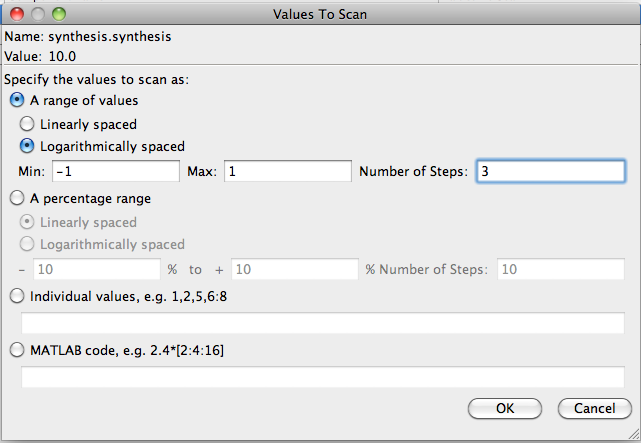 Values To Scan
Name: synthesis.synthesis
Value: 10.0
Specify the values to scan as:
A range of values
Linearly spaced
Logarithmically spaced
Min: -1 Max: 1 Number of Steps: 3
A percentage range
Linearly spaced
Logarithmically spaced
- 10 % to + 10 % Number of Steps: 10
Individual values, e.g. 1,2,5,6:8
MATLAB code, e.g. 2.4*[2:4:16]
OK Cancel